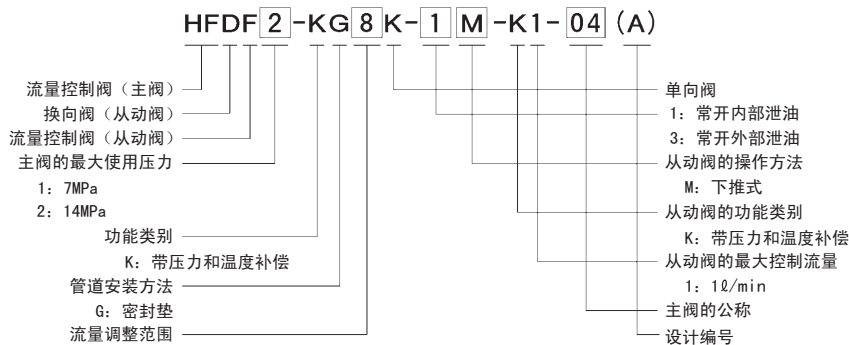 HFDF2-KG8K-1M-K1-04(A)
流量控制阀（主阀）
换向阀（从动阀）
流量控制阀（从动阀）
主阀的最大使用压力
1：7MPa
2：14MPa
功能类别
K：带压力和温度补偿
管道安装方法
G：密封垫
流量调整范围
单向阀
1：常开内部泄油
3：常开外部泄油
从动阀的操作方法
M：下推式
从动阀的功能类别
K：带压力和温度补偿
从动阀的最大控制流量
1：1ℓ/min
主阀的公称
设计编号